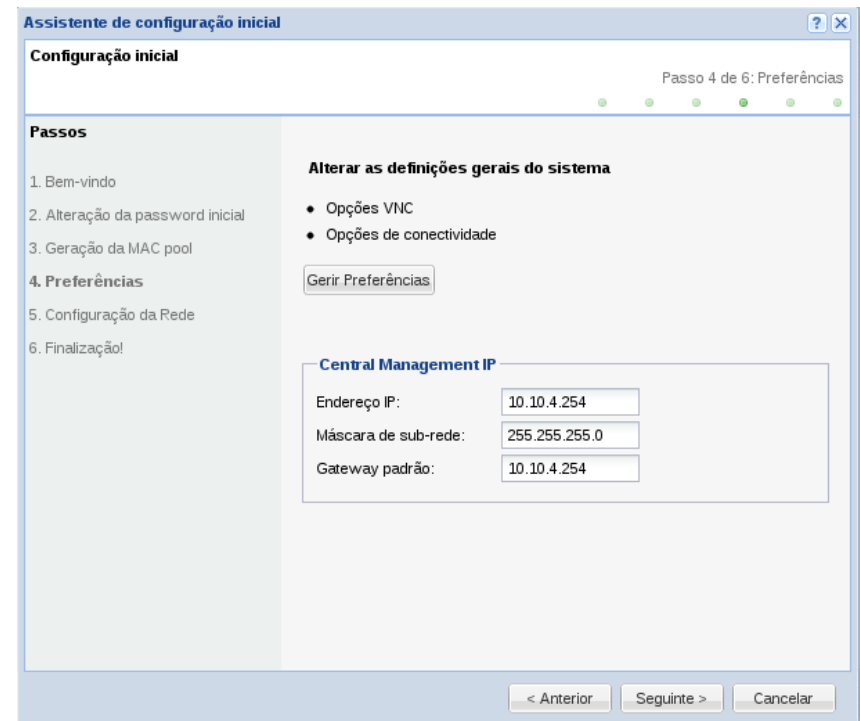 Assistente de configuração inicial
Configuração inicial
Passo 4 de 6: Preferências
Passos
1. Bem-vindo
2. Alteração da password inicial
3. Geração da MAC pool
4. Preferências
5. Configuração da Rede
6. Finalização!
Alterar as definições gerais do sistema
• Opções VNC
• Opções de conectividade
Gerir Preferências
Central Management IP
Endereço IP: 10.10.4.254
Máscara de sub-rede: 255.255.255.0
Gateway padrão: 10.10.4.254
< Anterior Seguinte > Cancelar